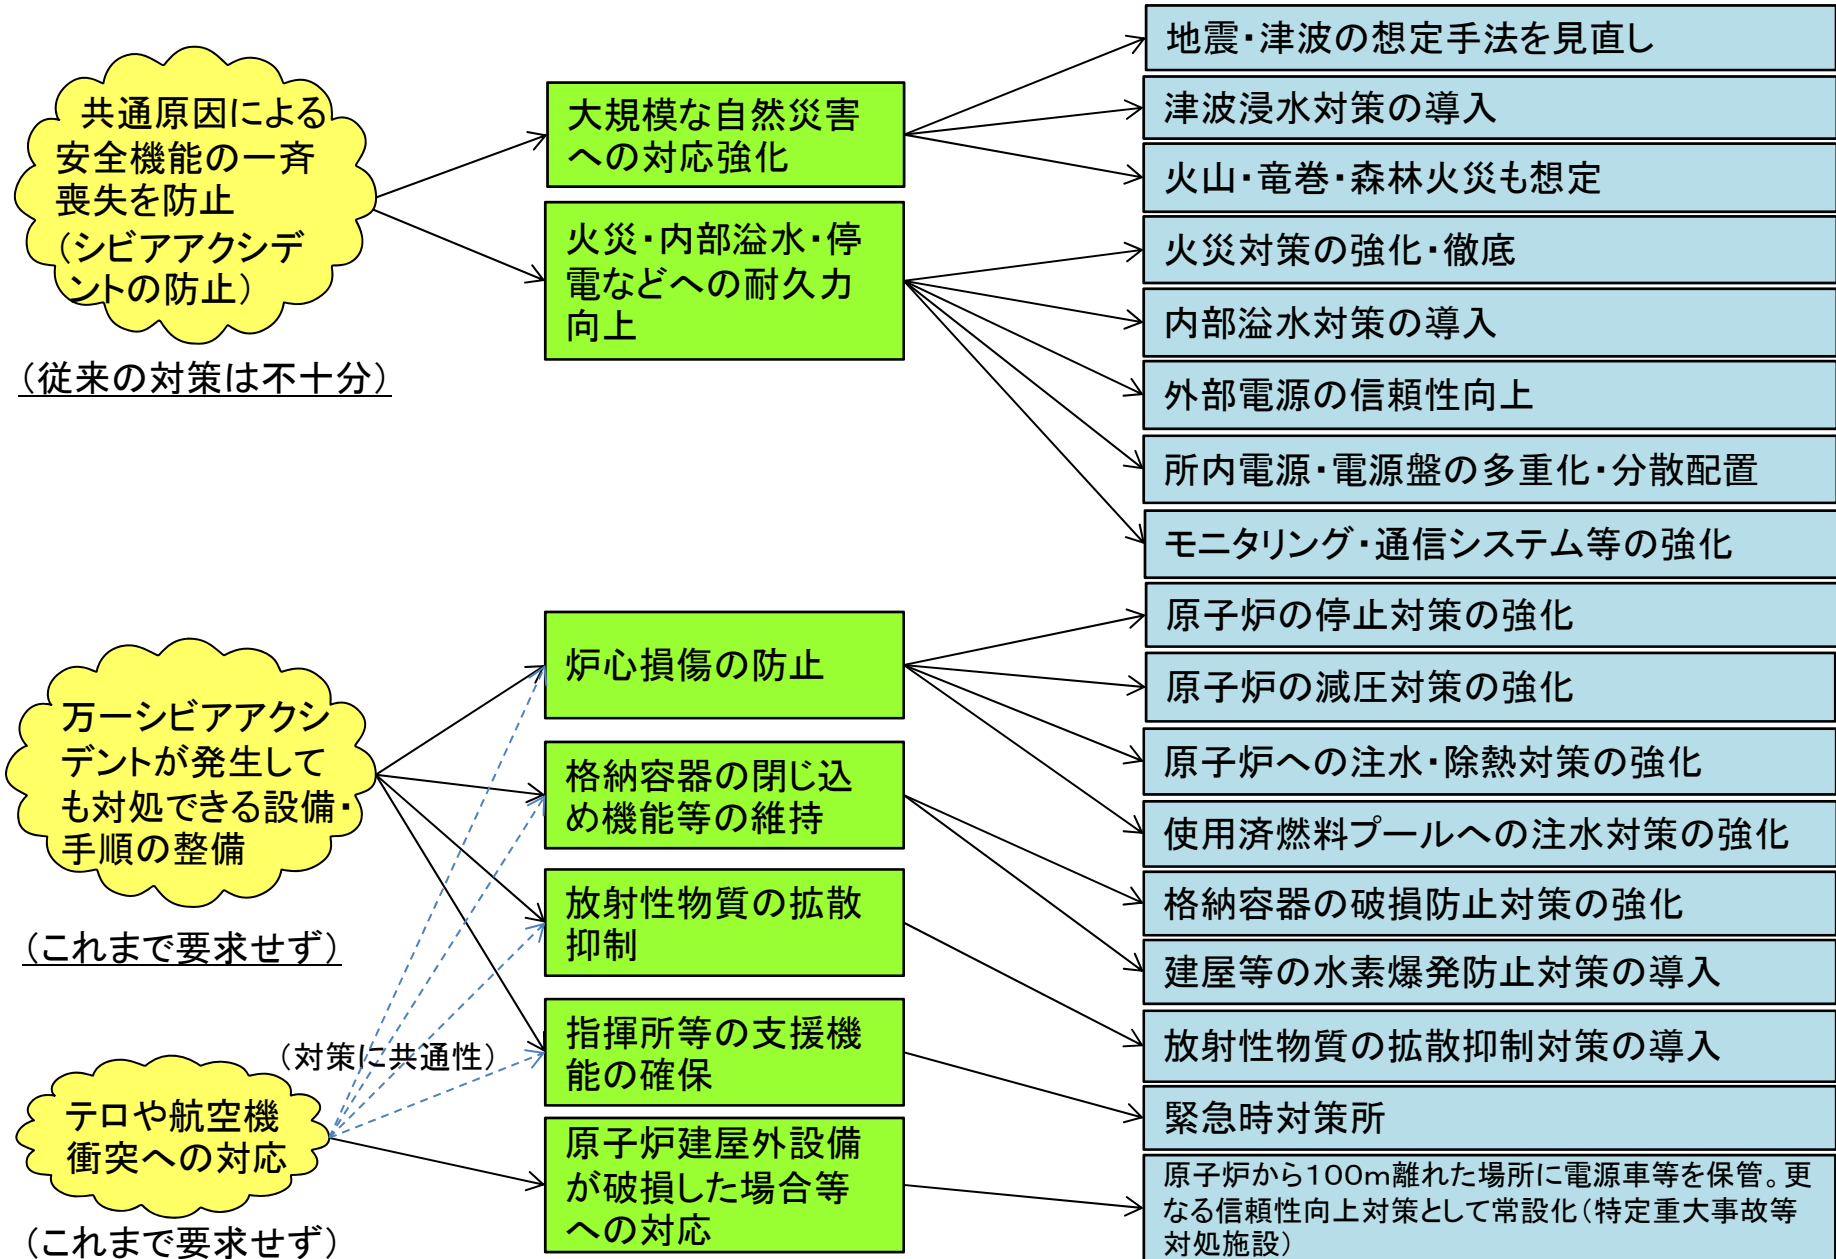 共通原因による
安全機能の一斉
喪失を防止
（シビアアクシデ
ントの防止）
（従来の対策は不十分）
大規模な自然災害
への対応強化
火災・内部溢水・停
電などへの耐久力
向上
地震・津波の想定手法を見直し
津波浸水対策の導入
火山・竜巻・森林火災も想定
火災対策の強化・徹底
内部溢水対策の導入
外部電源の信頼性向上
所内電源・電源盤の多重化・分散配置
モニタリング・通信システム等の強化
万一シビアアクシ
デントが発生して
も対処できる設備・
手順の整備
（これまで要求せず）
炉心損傷の防止
格納容器の閉じ込
め機能等の維持
放射性物質の拡散
抑制
指揮所等の支援機
能の確保
原子炉の停止対策の強化
原子炉の減圧対策の強化
原子炉への注水・除熱対策の強化
使用済燃料プールへの注水対策の強化
格納容器の破損防止対策の強化
建屋等の水素爆発防止対策の導入
放射性物質の拡散抑制対策の導入
緊急時対策所
（対策に共通性）
テロや航空機
衝突への対応
（これまで要求せず）
原子炉建屋外設備
が破損した場合等
への対応
原子炉から１００ｍ離れた場所に電源車等を保管。更
なる信頼性向上対策として常設化（特定重大事故等
対処施設）